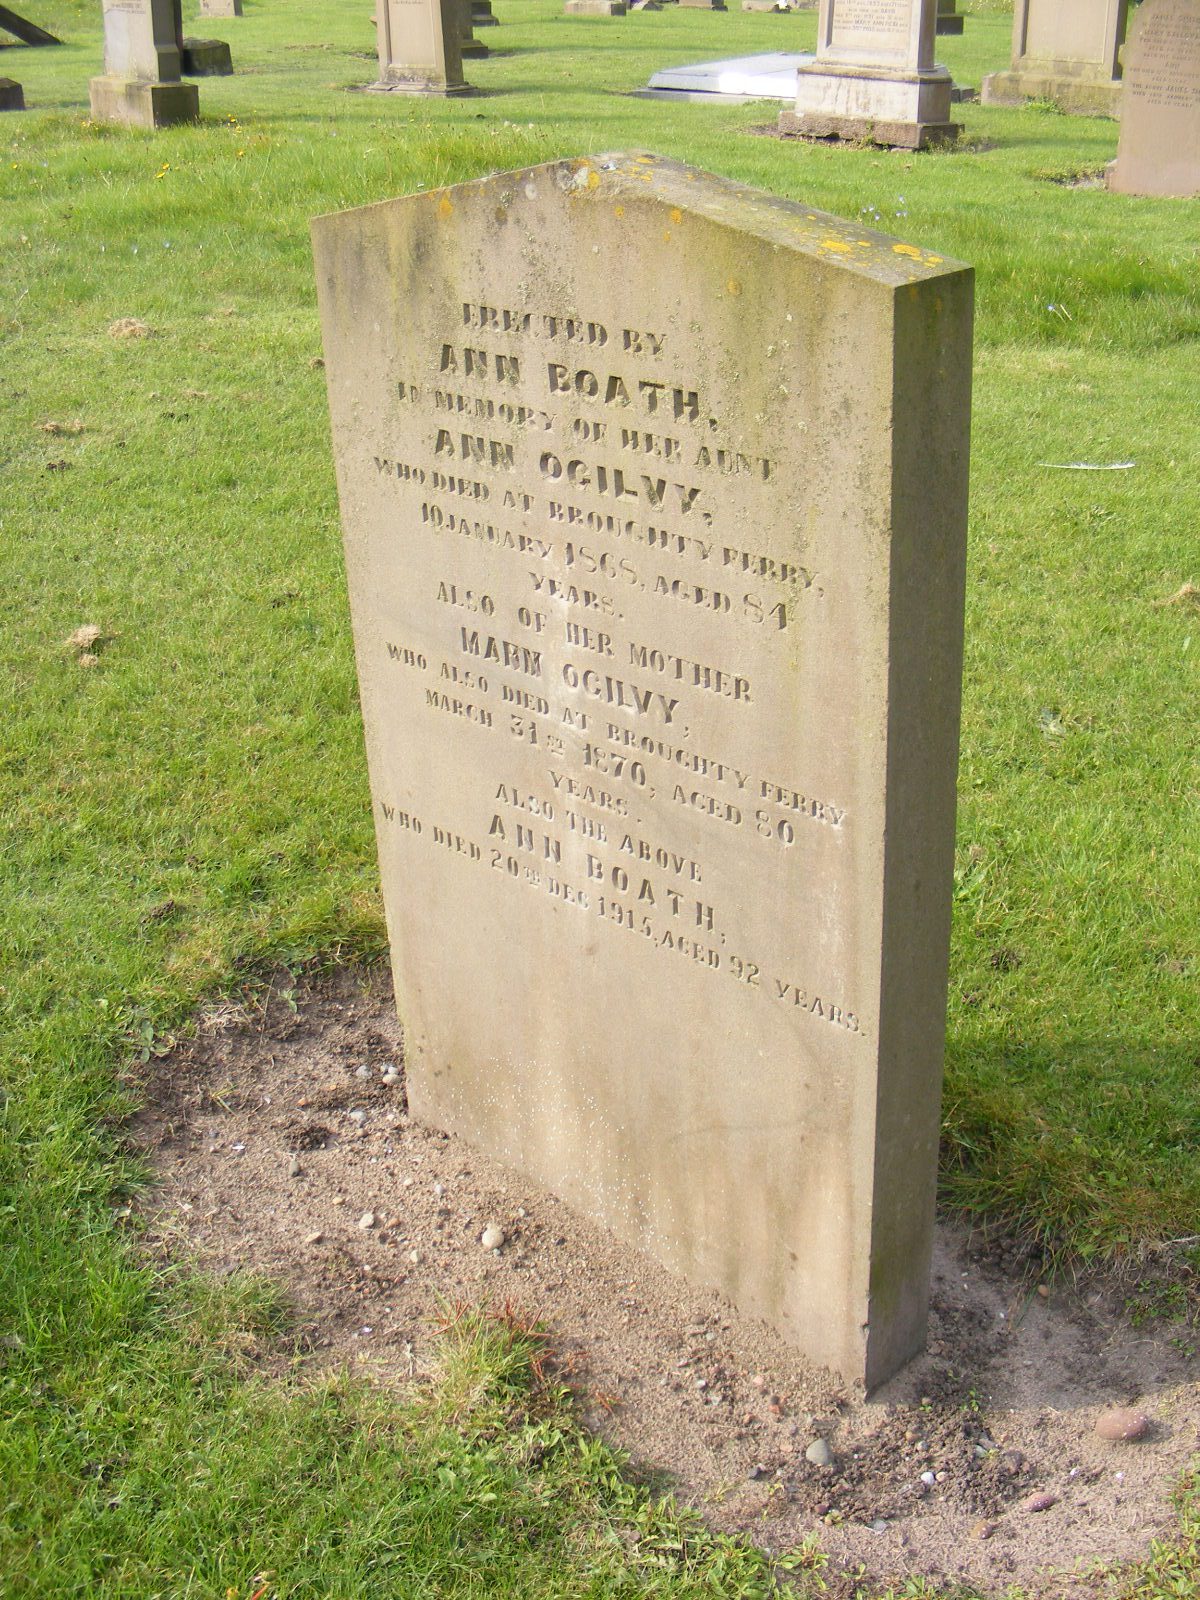 ERECTED BY
ANN BOATH,
IN MEMORY OF HER AUNT
ANN OGILVY,
WHO DIED AT BROUGHTY FERRY,
10 JANUARY 1868, AGED 84
YEARS.
ALSO OF HER MOTHER
MARN OGILVY,
WHO ALSO DIED AT BROUGHTY FERRY
MARCH 31ST 1870, AGED 80
YEARS.
ALSO THE ABOVE
ANN BOATH,
WHO DIED 20TH DEC 1915, AGED 92 YEARS.